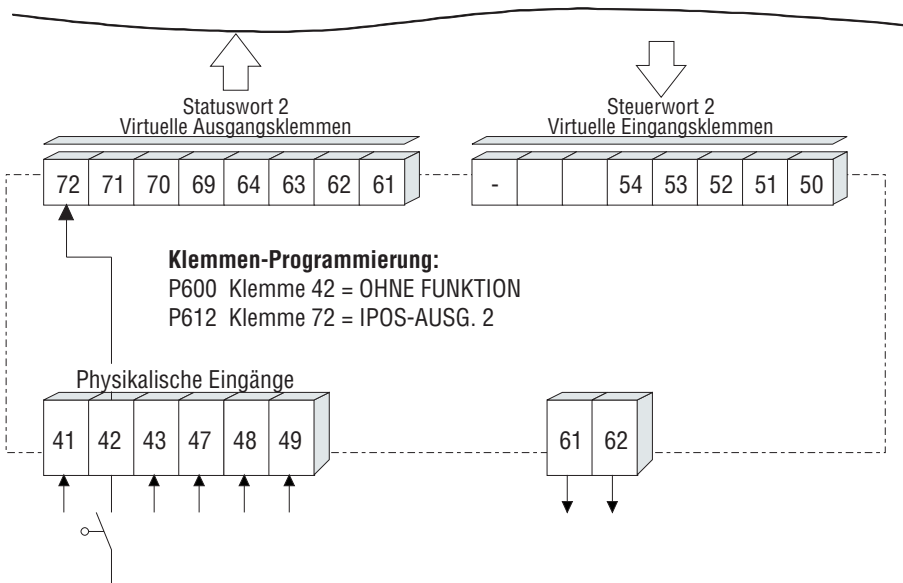 Statuswort 2
Virtuelle Ausgangsklemmen
Steuerwort 2
Virtuelle Eingangsklemmen
72 71 70 69 64 63 62 61
- 54 53 52 51 50
Klemmen-Programmierung:
P600 Klemme 42 = OHNE FUNKTION
P612 Klemme 72 = IPOS-AUSG. 2
Physikalische Eingänge
41 42 43 47 48 49
61 62